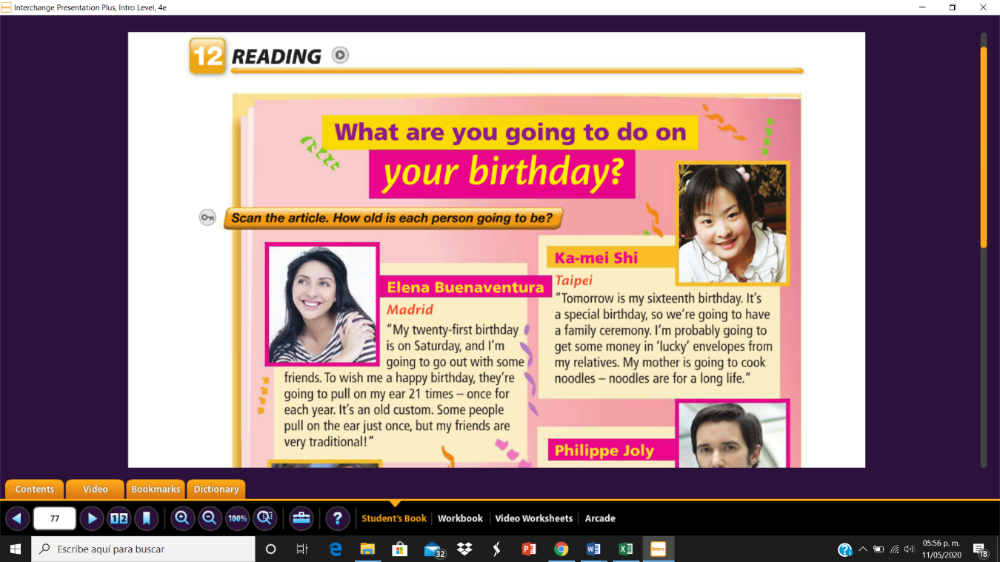 Interchange Presentation Plus, Intro Level, 4e
12 READING
What are you going to do on
your birthday?
Scan the article. How old is each person going to be?
Elena Buenaventura
Madrid
“My twenty-first birthday
is on Saturday, and I’m
going to go out with some
friends. To wish me a happy birthday, they’re
going to pull on my ear 21 times – once for
each year. It’s an old custom. Some people
pull on the ear just once, but my friends are
very traditional!”
Ka-mei Shi
Taipei
“Tomorrow is my sixteenth birthday. It’s
a special birthday, so we’re going to have
a family ceremony. I’m probably going to
get some money in ‘lucky’ envelopes from
my relatives. My mother is going to cook
noodles – noodles are for a long life.”
Philippe Joly
Contents
Video
Bookmarks
Dictionary
77
12
100%
?
Student’s Book
Workbook
Video Worksheets
Arcade
Escribe aquí para buscar
32
Intro
05:56 p. m.
11/05/2020
18